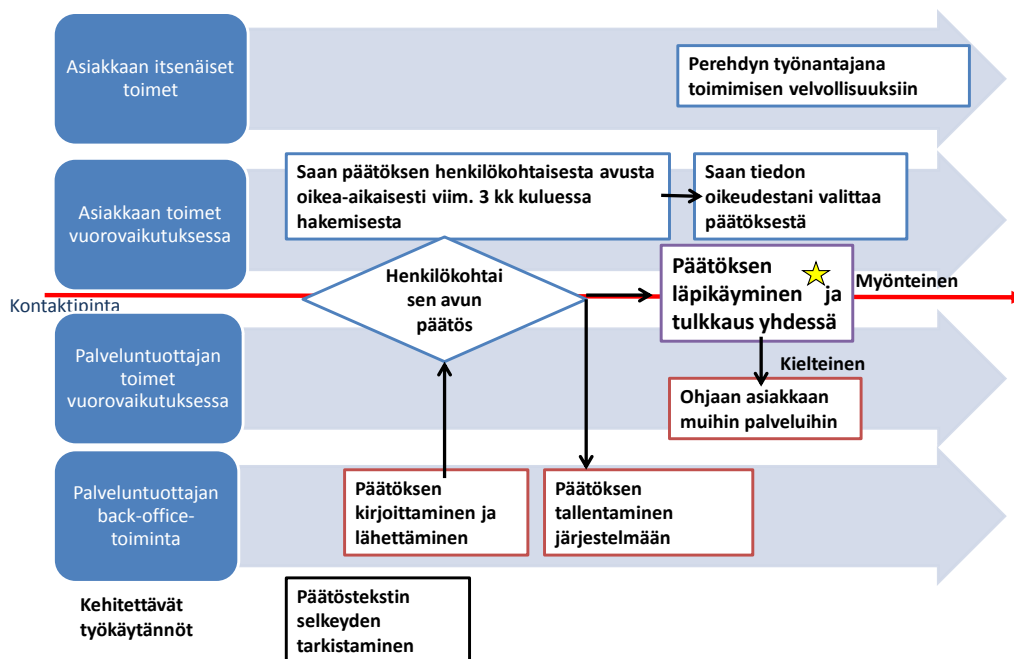 Asiakkaan itsenäiset
toimet
Perehdyn työnantajana
toimimisen velvollisuuksiin
Asiakkaan toimet
vuorovaikutuksessa
Saan päätöksen henkilökohtaisesta avusta
oikea-aikaisesti viim. 3 kk kuluessa
hakemisesta
Saan tiedon
oikeudestani valittaa
päätöksestä
Kontaktipinta
Henkilökohtai
sen avun
päätös
Päätöksen
läpikäyminen ja
tulkkaus yhdessä
Myönteinen
Palveluntuottajan
toimet
vuorovaikutuksessa
Kielteinen
Ohjaan asiakkaan
muihin palveluihin
Palveluntuottajan
back-office-
toiminta
Päätöksen
kirjoittaminen ja
lähettäminen
Päätöksen
tallentaminen
järjestelmään
Kehitettävät
työkäytännöt
Päätöstekstin
selkeyden
tarkistaminen